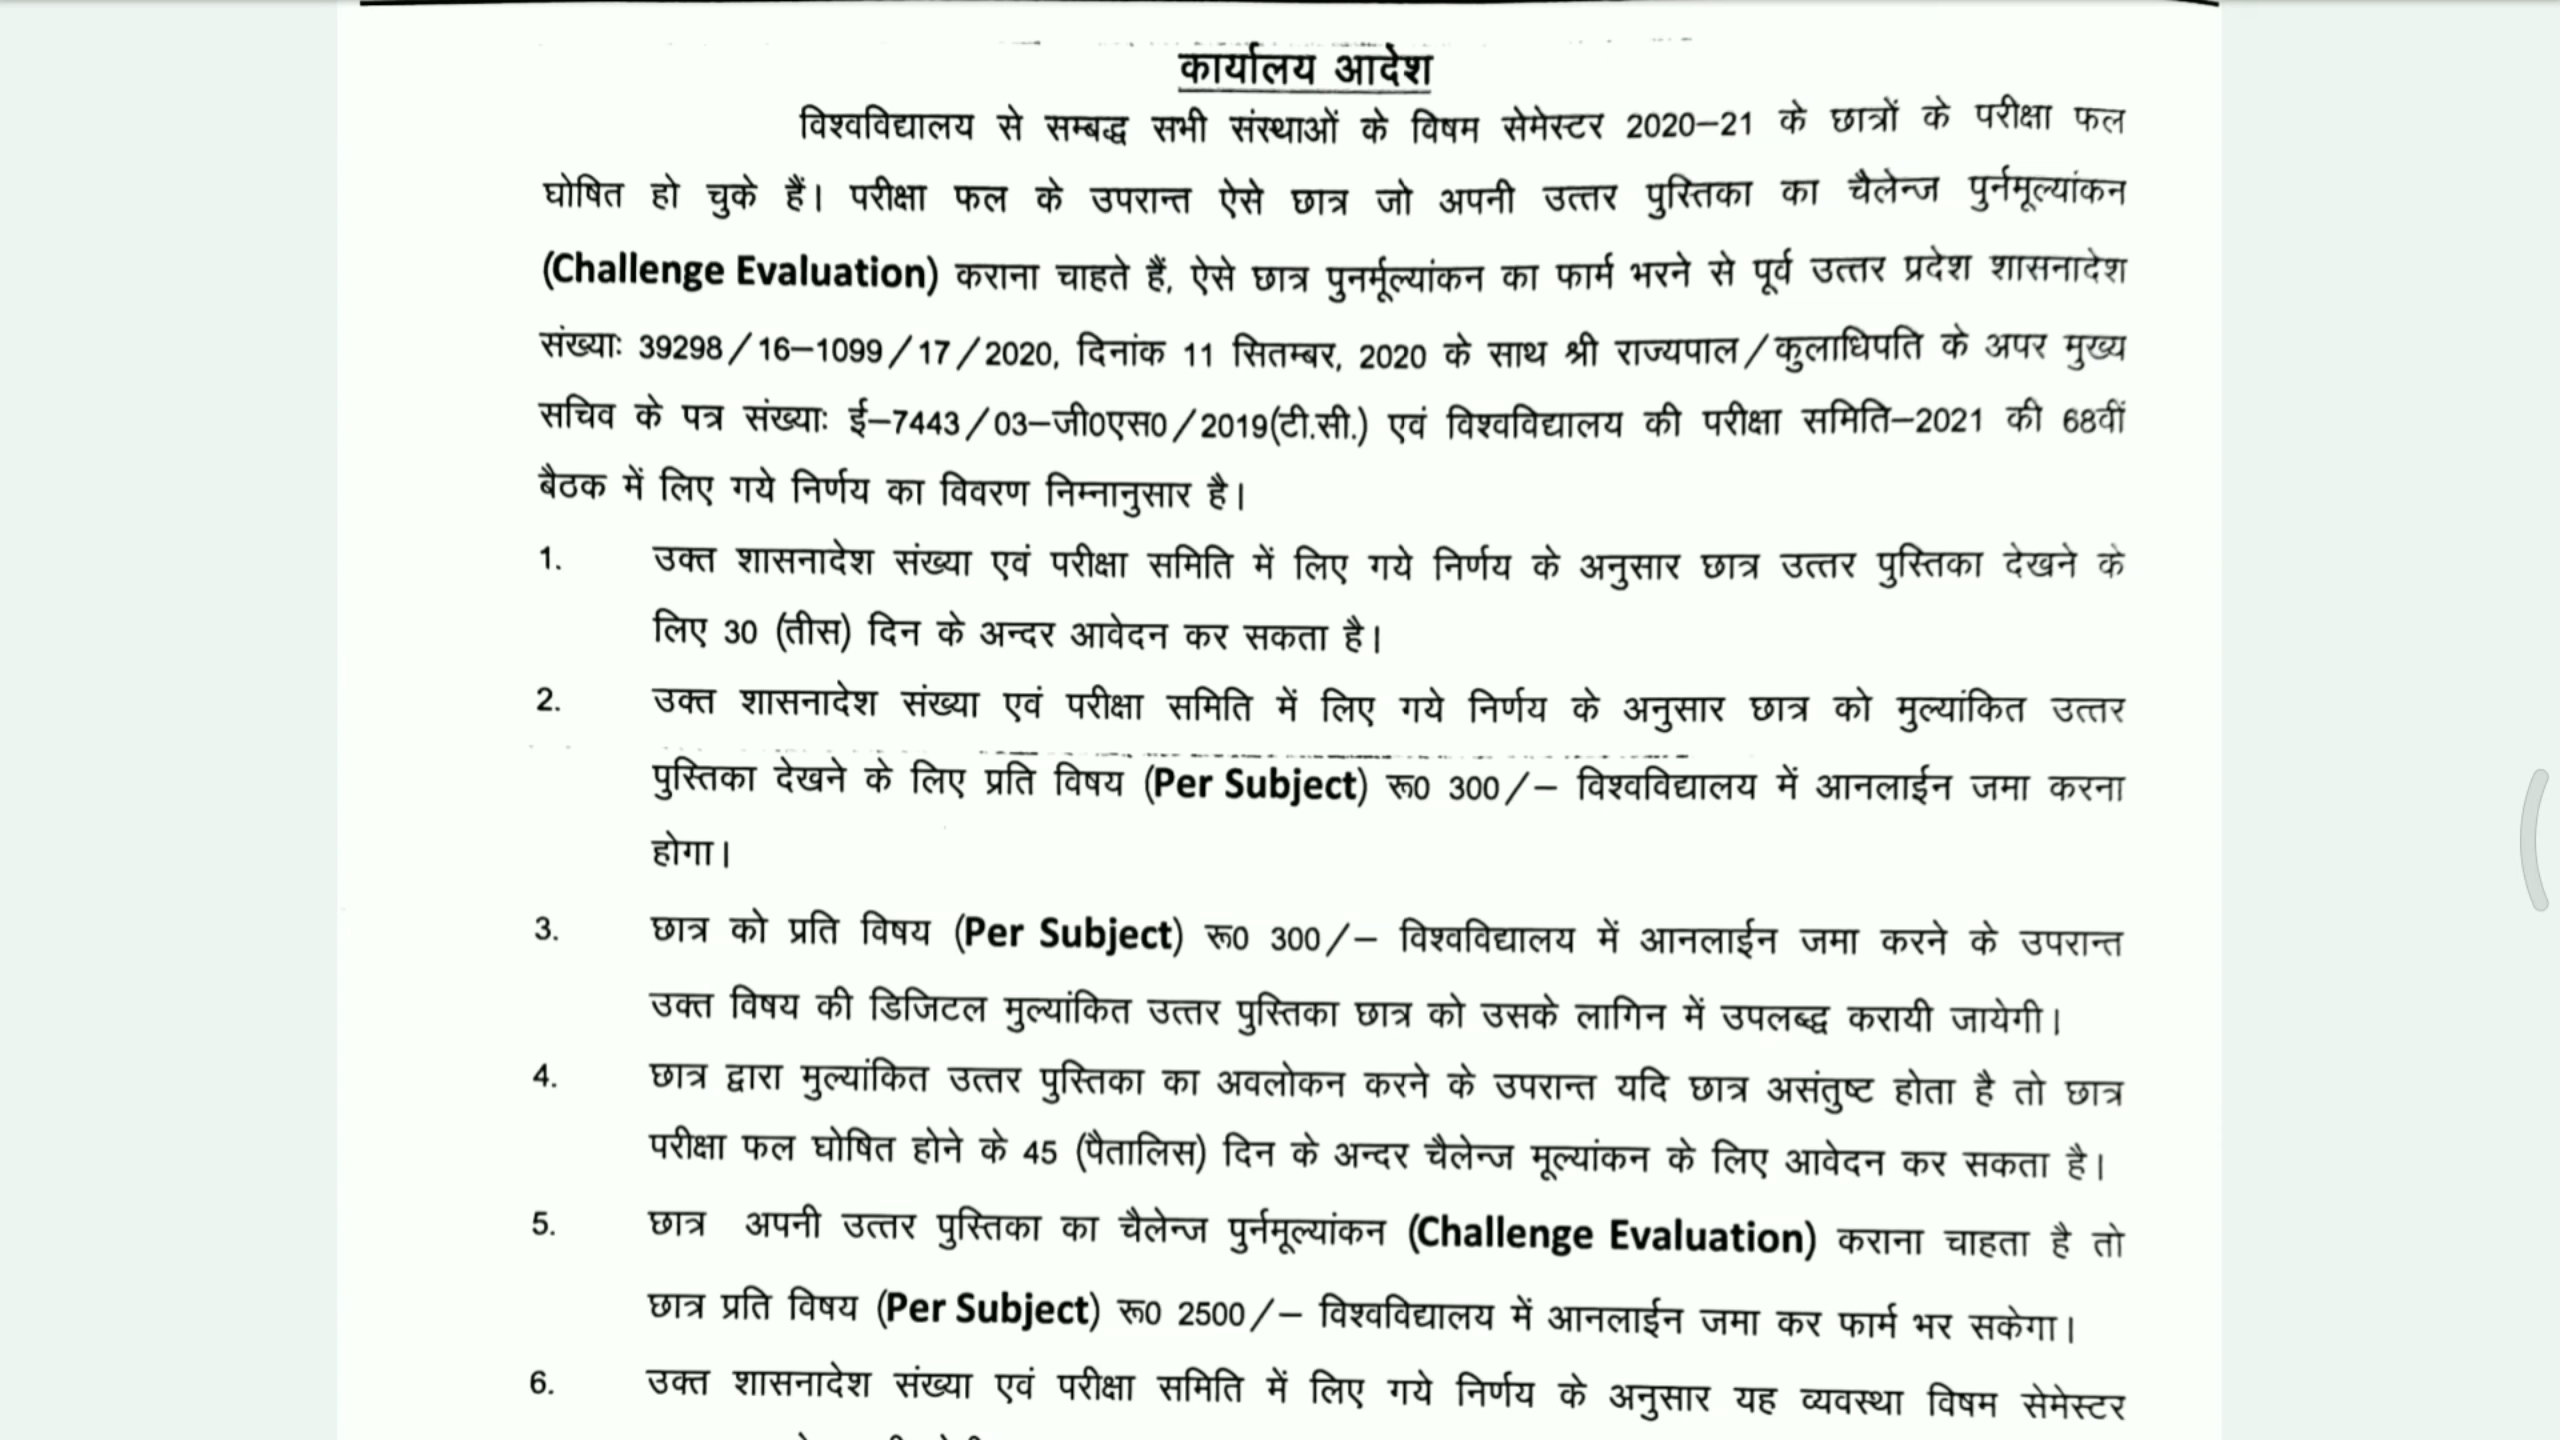 कार्यालय आदेश
विश्वविद्यालय से सम्बद्ध सभी संस्थाओं के विषम सेमेस्टर 2020–21 के छात्रों के परीक्षा फल
घोषित हो चुके हैं। परीक्षा फल के उपरान्त ऐसे छात्र जो अपनी उत्तर पुस्तिका का चैलेन्ज पुर्नमूल्यांकन
(Challenge Evaluation) कराना चाहते हैं, ऐसे छात्र पुनर्मूल्यांकन का फार्म भरने से पूर्व उत्तर प्रदेश शासनादेश
संख्याः 39298/16–1099/17/2020, दिनांक 11 सितम्बर, 2020 के साथ श्री राज्यपाल/कुलाधिपति के अपर मुख्य
सचिव के पत्र संख्याः ई–7443/03–जी0एस0/2019(टी.सी.) एवं विश्वविद्यालय की परीक्षा समिति–2021 की 68वीं
बैठक में लिए गये निर्णय का विवरण निम्नानुसार है।
1. उक्त शासनादेश संख्या एवं परीक्षा समिति में लिए गये निर्णय के अनुसार छात्र उत्तर पुस्तिका देखने के
लिए 30 (तीस) दिन के अन्दर आवेदन कर सकता है।
2. उक्त शासनादेश संख्या एवं परीक्षा समिति में लिए गये निर्णय के अनुसार छात्र को मुल्यांकित उत्तर
पुस्तिका देखने के लिए प्रति विषय (Per Subject) रू0 300/– विश्वविद्यालय में आनलाईन जमा करना
होगा।
3. छात्र को प्रति विषय (Per Subject) रू0 300/– विश्वविद्यालय में आनलाईन जमा करने के उपरान्त
उक्त विषय की डिजिटल मुल्यांकित उत्तर पुस्तिका छात्र को उसके लागिन में उपलब्द्ध करायी जायेगी।
4. छात्र द्वारा मुल्यांकित उत्तर पुस्तिका का अवलोकन करने के उपरान्त यदि छात्र असंतुष्ट होता है तो छात्र
परीक्षा फल घोषित होने के 45 (पैतालिस) दिन के अन्दर चैलेन्ज मूल्यांकन के लिए आवेदन कर सकता है।
5. छात्र अपनी उत्तर पुस्तिका का चैलेन्ज पुर्नमूल्यांकन (Challenge Evaluation) कराना चाहता है तो
छात्र प्रति विषय (Per Subject) रू0 2500/– विश्वविद्यालय में आनलाईन जमा कर फार्म भर सकेगा।
6. उक्त शासनादेश संख्या एवं परीक्षा समिति में लिए गये निर्णय के अनुसार यह व्यवस्था विषम सेमेस्टर